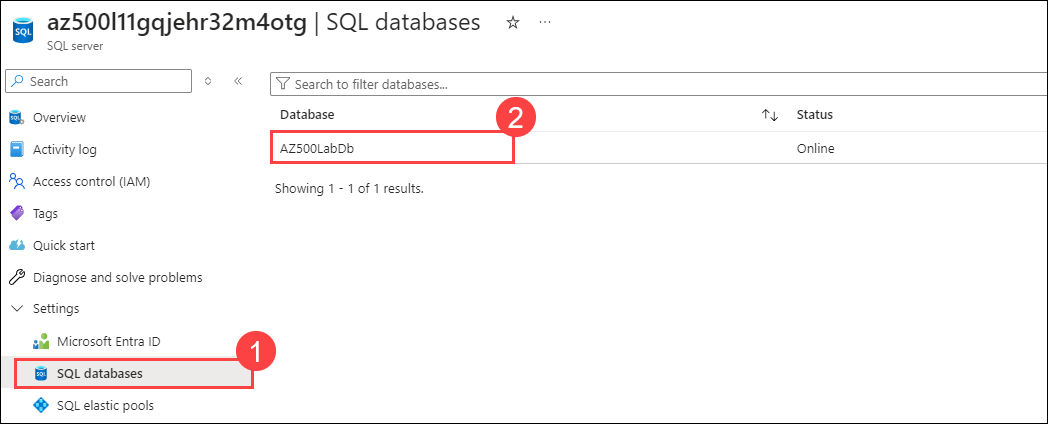 az500l11gqjehr32m4otg | SQL databases
SQL server
Search
Search to filter databases...
Overview
Activity log
Access control (IAM)
Tags
Quick start
Diagnose and solve problems
Settings
Microsoft Entra ID
SQL databases
1
SQL elastic pools
Database
2
Status
AZ500LabDb
Online
Showing 1 - 1 of 1 results.